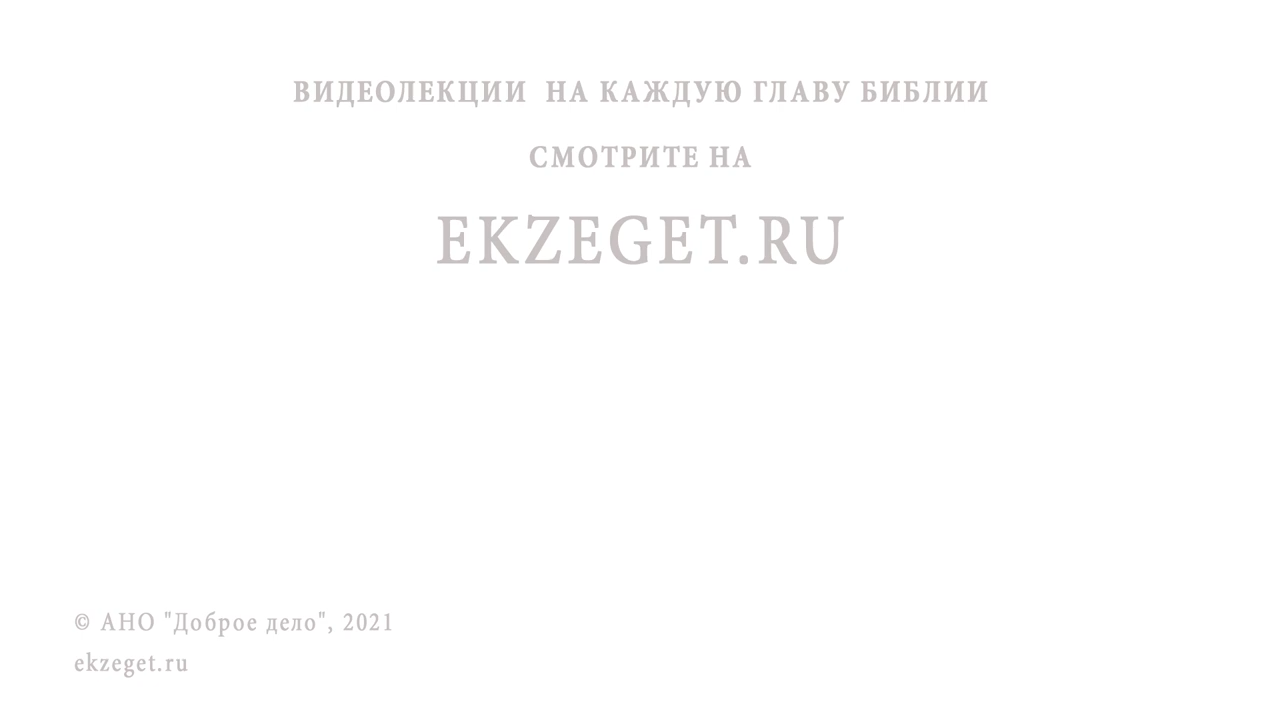 ВИДЕОЛЕКЦИИ НА КАЖДУЮ ГЛАВУ БИБЛИИ
СМОТРИТЕ НА
EKZEGET.RU
© АНО "Доброе дело", 2021
ekzeget.ru